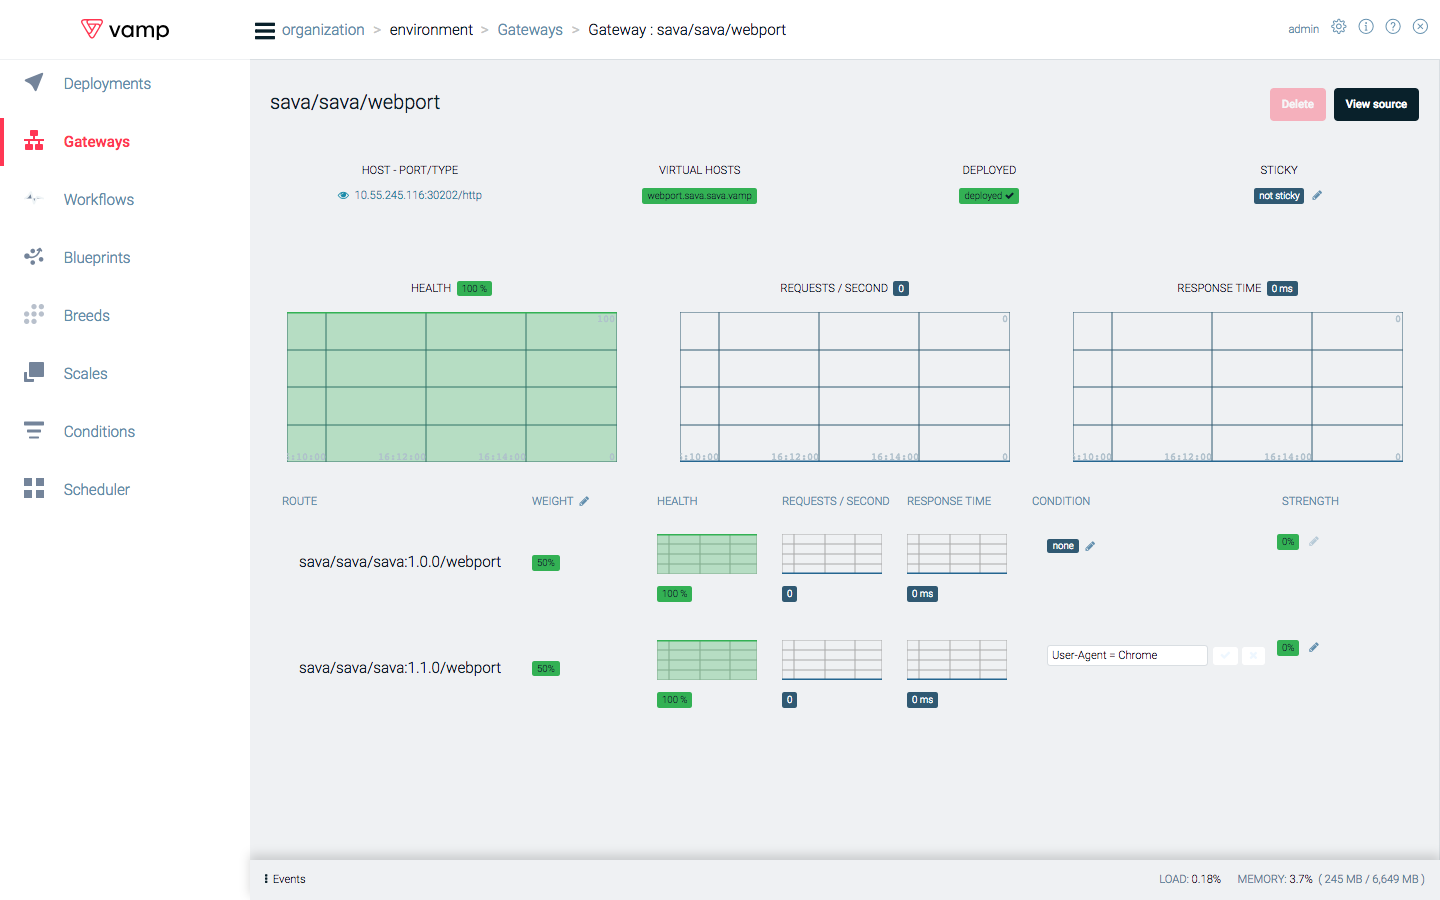 vamp
organization > environment > Gateways > Gateway : sava/sava/webport
admin
Deployments
Gateways
Workflows
Blueprints
Breeds
Scales
Conditions
Scheduler
sava/sava/webport
Delete
View source
HOST - PORT/TYPE
10.55.245.116:30202/http
VIRTUAL HOSTS
webport.sava.sava.vamp
DEPLOYED
deployed
STICKY
not sticky
HEALTH 100 %
100
:10:00 16:12:00 16:14:00 0
REQUESTS / SECOND 0
0
:10:00 16:12:00 16:14:00 0
RESPONSE TIME 0 ms
0
:10:00 16:12:00 16:14:00 0
ROUTE WEIGHT HEALTH REQUESTS / SECOND RESPONSE TIME CONDITION STRENGTH
sava/sava/sava:1.0.0/webport 50% none 0%
100 % 0 0 ms
sava/sava/sava:1.1.0/webport 50% User-Agent = Chrome 0%
100 % 0 0 ms
Events
LOAD: 0.18% MEMORY: 3.7% ( 245 MB / 6,649 MB )